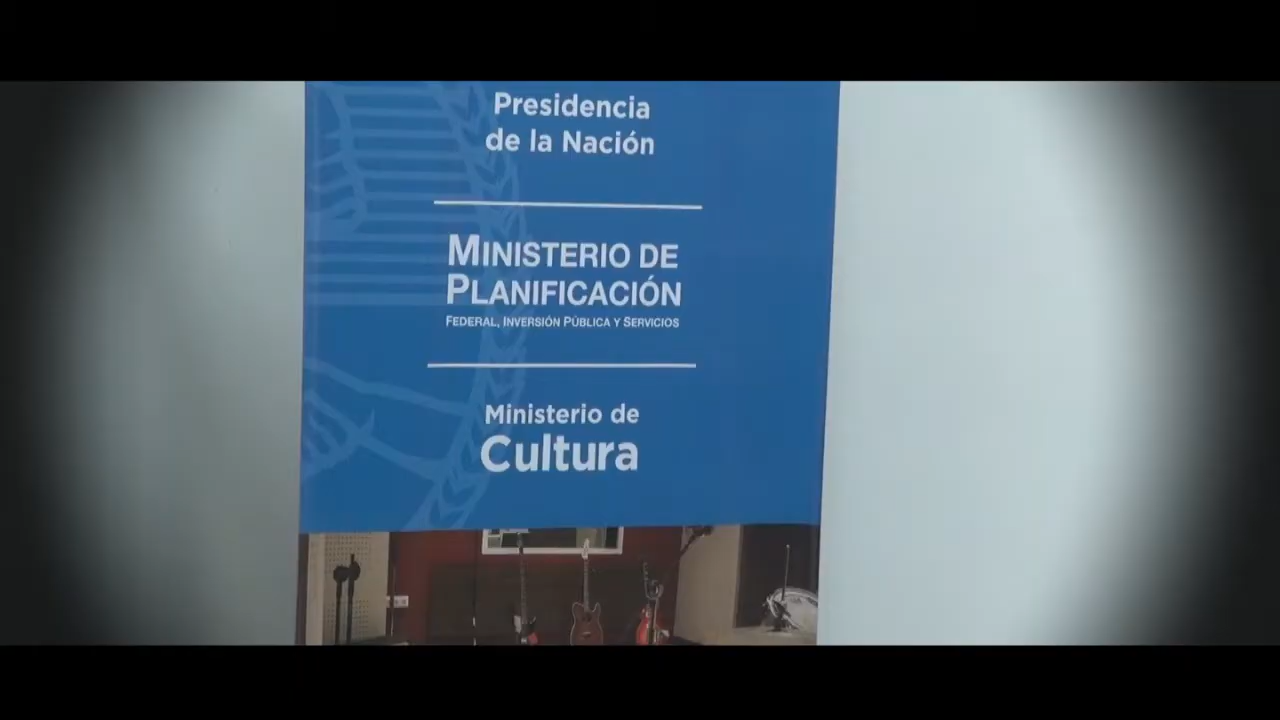 Presidencia
de la Nación
MINISTERIO DE
PLANIFICACIÓN
FEDERAL, INVERSIÓN PÚBLICA Y SERVICIOS
Ministerio de
Cultura